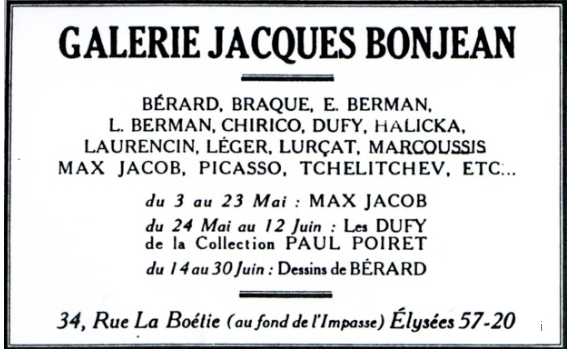 GALERIE JACQUES BONJEAN
BÉRARD, BRAQUE, E. BERMAN,
L. BERMAN, CHIRICO, DUFY, HALICKA,
LAURENCIN, LÉGER, LURÇAT, MARCOUSSIS
MAX JACOB, PICASSO, TCHELITCHEV, ETC...
du 3 au 23 Mai : MAX JACOB
du 24 Mai au 12 Juin : Les DUFY
de la Collection PAUL POIRET
du 14 au 30 Juin : Dessins de BÉRARD
34, Rue La Boétie (au fond de l'Impasse) Élysées 57-20
i